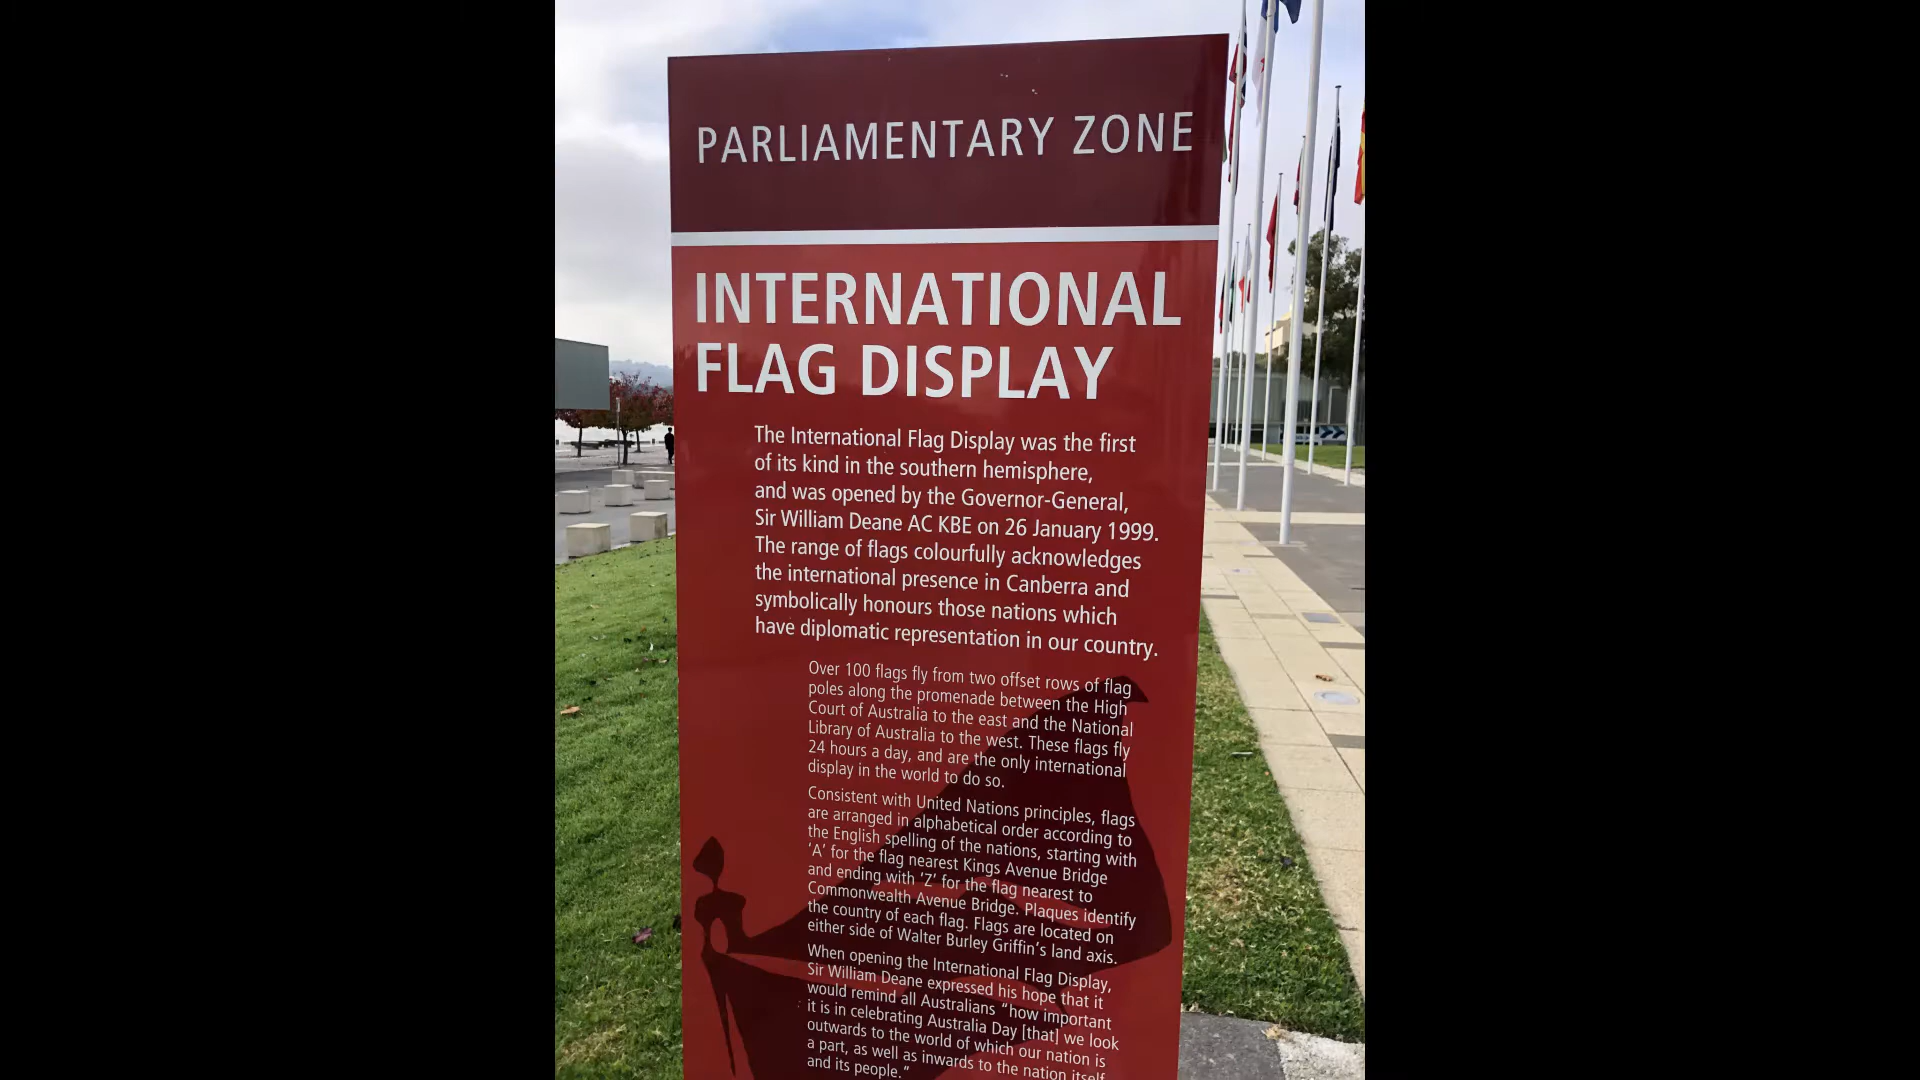 PARLIAMENTARY ZONE
INTERNATIONAL
FLAG DISPLAY
The International Flag Display was the first
of its kind in the southern hemisphere,
and was opened by the Governor-General,
Sir William Deane AC KBE on 26 January 1999.
The range of flags colourfully acknowledges
the international presence in Canberra and
symbolically honours those nations which
have diplomatic representation in our country.
Over 100 flags fly from two offset rows of flag
poles along the promenade between the High
Court of Australia to the east and the National
Library of Australia to the west. These flags fly
24 hours a day, and are the only international
display in the world to do so.
Consistent with United Nations principles, flags
are arranged in alphabetical order according to
the English spelling of the nations, starting with
‘A’ for the flag nearest Kings Avenue Bridge
and ending with ‘Z’ for the flag nearest to
Commonwealth Avenue Bridge. Plaques identify
the country of each flag. Flags are located on
either side of Walter Burley Griffin’s land axis.
When opening the International Flag Display,
Sir William Deane expressed his hope that it
would remind all Australians “how important
it is in celebrating Australia Day [that] we look
outwards to the world of which our nation is
a part, as well as inwards to the nation itself
and its people.”